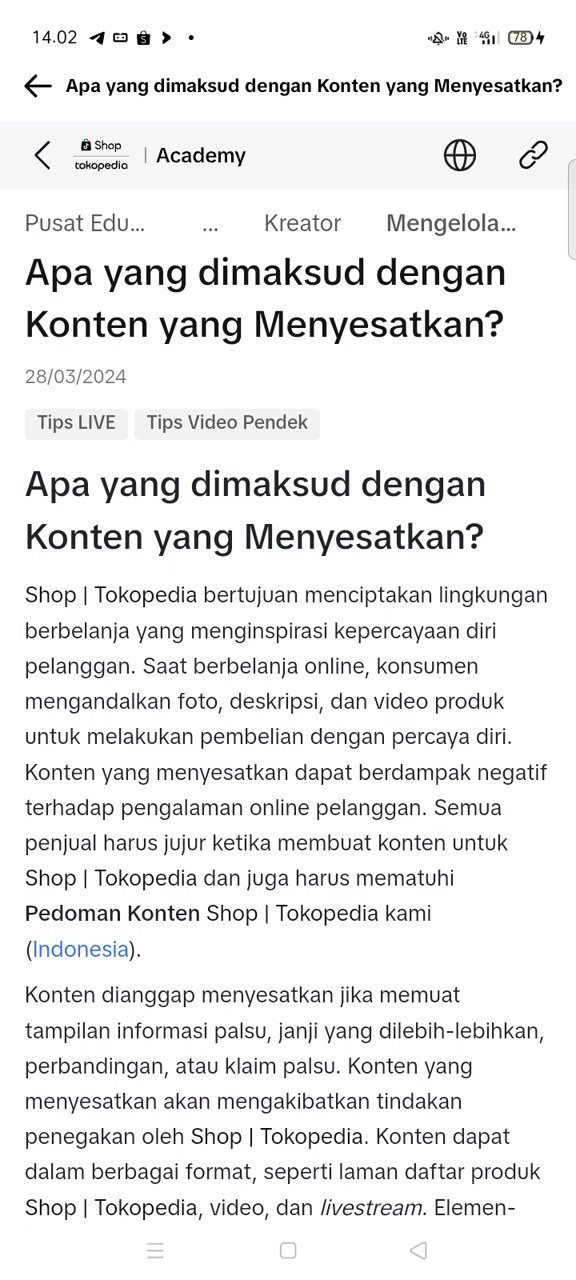 14.02
VoLTE 4G 78
Apa yang dimaksud dengan Konten yang Menyesatkan?
Shop
tokopedia
| Academy
Pusat Edu... ... Kreator Mengelola...
Apa yang dimaksud dengan
Konten yang Menyesatkan?
28/03/2024
Tips LIVE Tips Video Pendek
Apa yang dimaksud dengan
Konten yang Menyesatkan?
Shop | Tokopedia bertujuan menciptakan lingkungan
berbelanja yang menginspirasi kepercayaan diri
pelanggan. Saat berbelanja online, konsumen
mengandalkan foto, deskripsi, dan video produk
untuk melakukan pembelian dengan percaya diri.
Konten yang menyesatkan dapat berdampak negatif
terhadap pengalaman online pelanggan. Semua
penjual harus jujur ketika membuat konten untuk
Shop | Tokopedia dan juga harus mematuhi
Pedoman Konten Shop | Tokopedia kami
(Indonesia).
Konten dianggap menyesatkan jika memuat
tampilan informasi palsu, janji yang dilebih-lebihkan,
perbandingan, atau klaim palsu. Konten yang
menyesatkan akan mengakibatkan tindakan
penegakan oleh Shop | Tokopedia. Konten dapat
dalam berbagai format, seperti laman daftar produk
Shop | Tokopedia, video, dan livestream. Elemen-